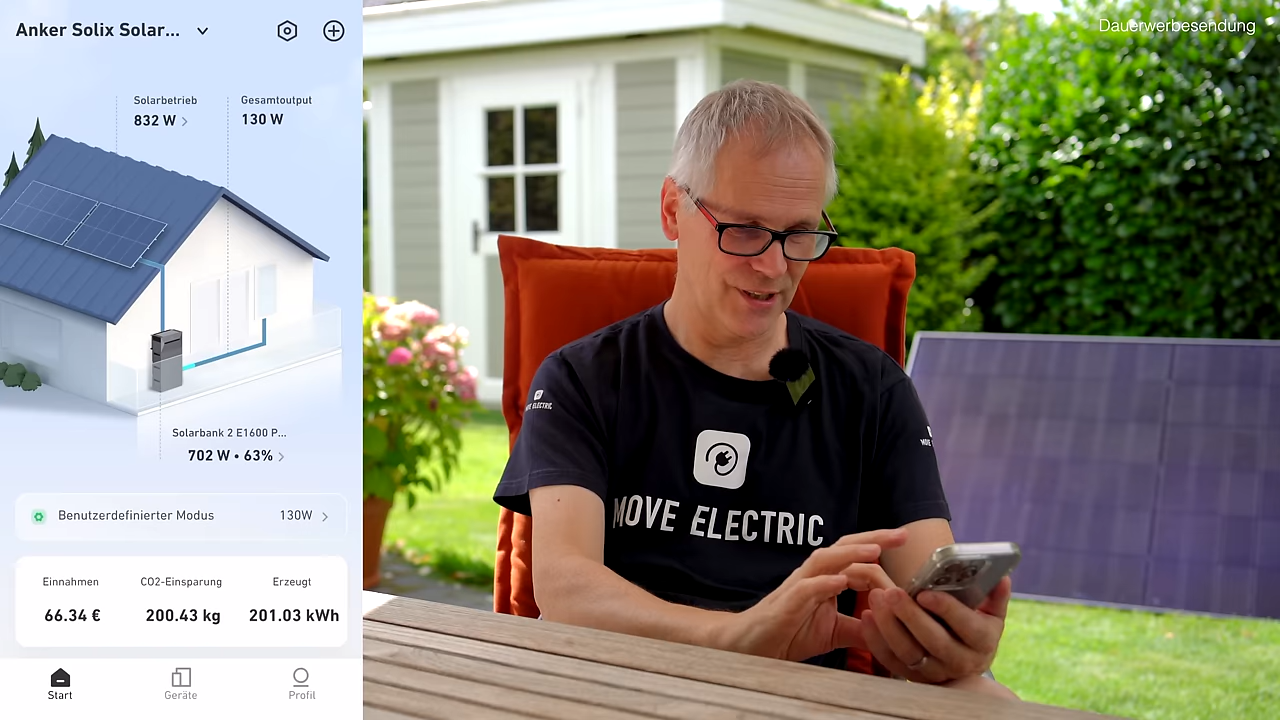 Anker Solix Solar...
Solarbetrieb
832 W >
Gesamtoutput
130 W
Solarbank 2 E1600 P...
702 W • 63% >
Benutzerdefinierter Modus
130W >
Einnahmen
66.34 €
CO2-Einsparung
200.43 kg
Erzeugt
201.03 kWh
Start
Geräte
Profil
Dauerwerbesendung
MOVE ELECTRIC